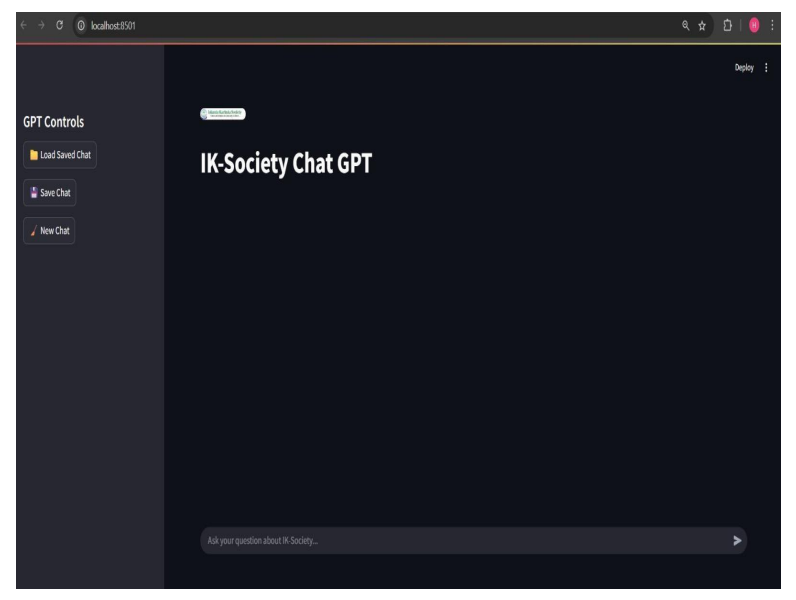 localhost:8501
H
Deploy
GPT Controls
Load Saved Chat
Save Chat
New Chat
IK-Society Chat GPT
Ask your question about IK-Society...